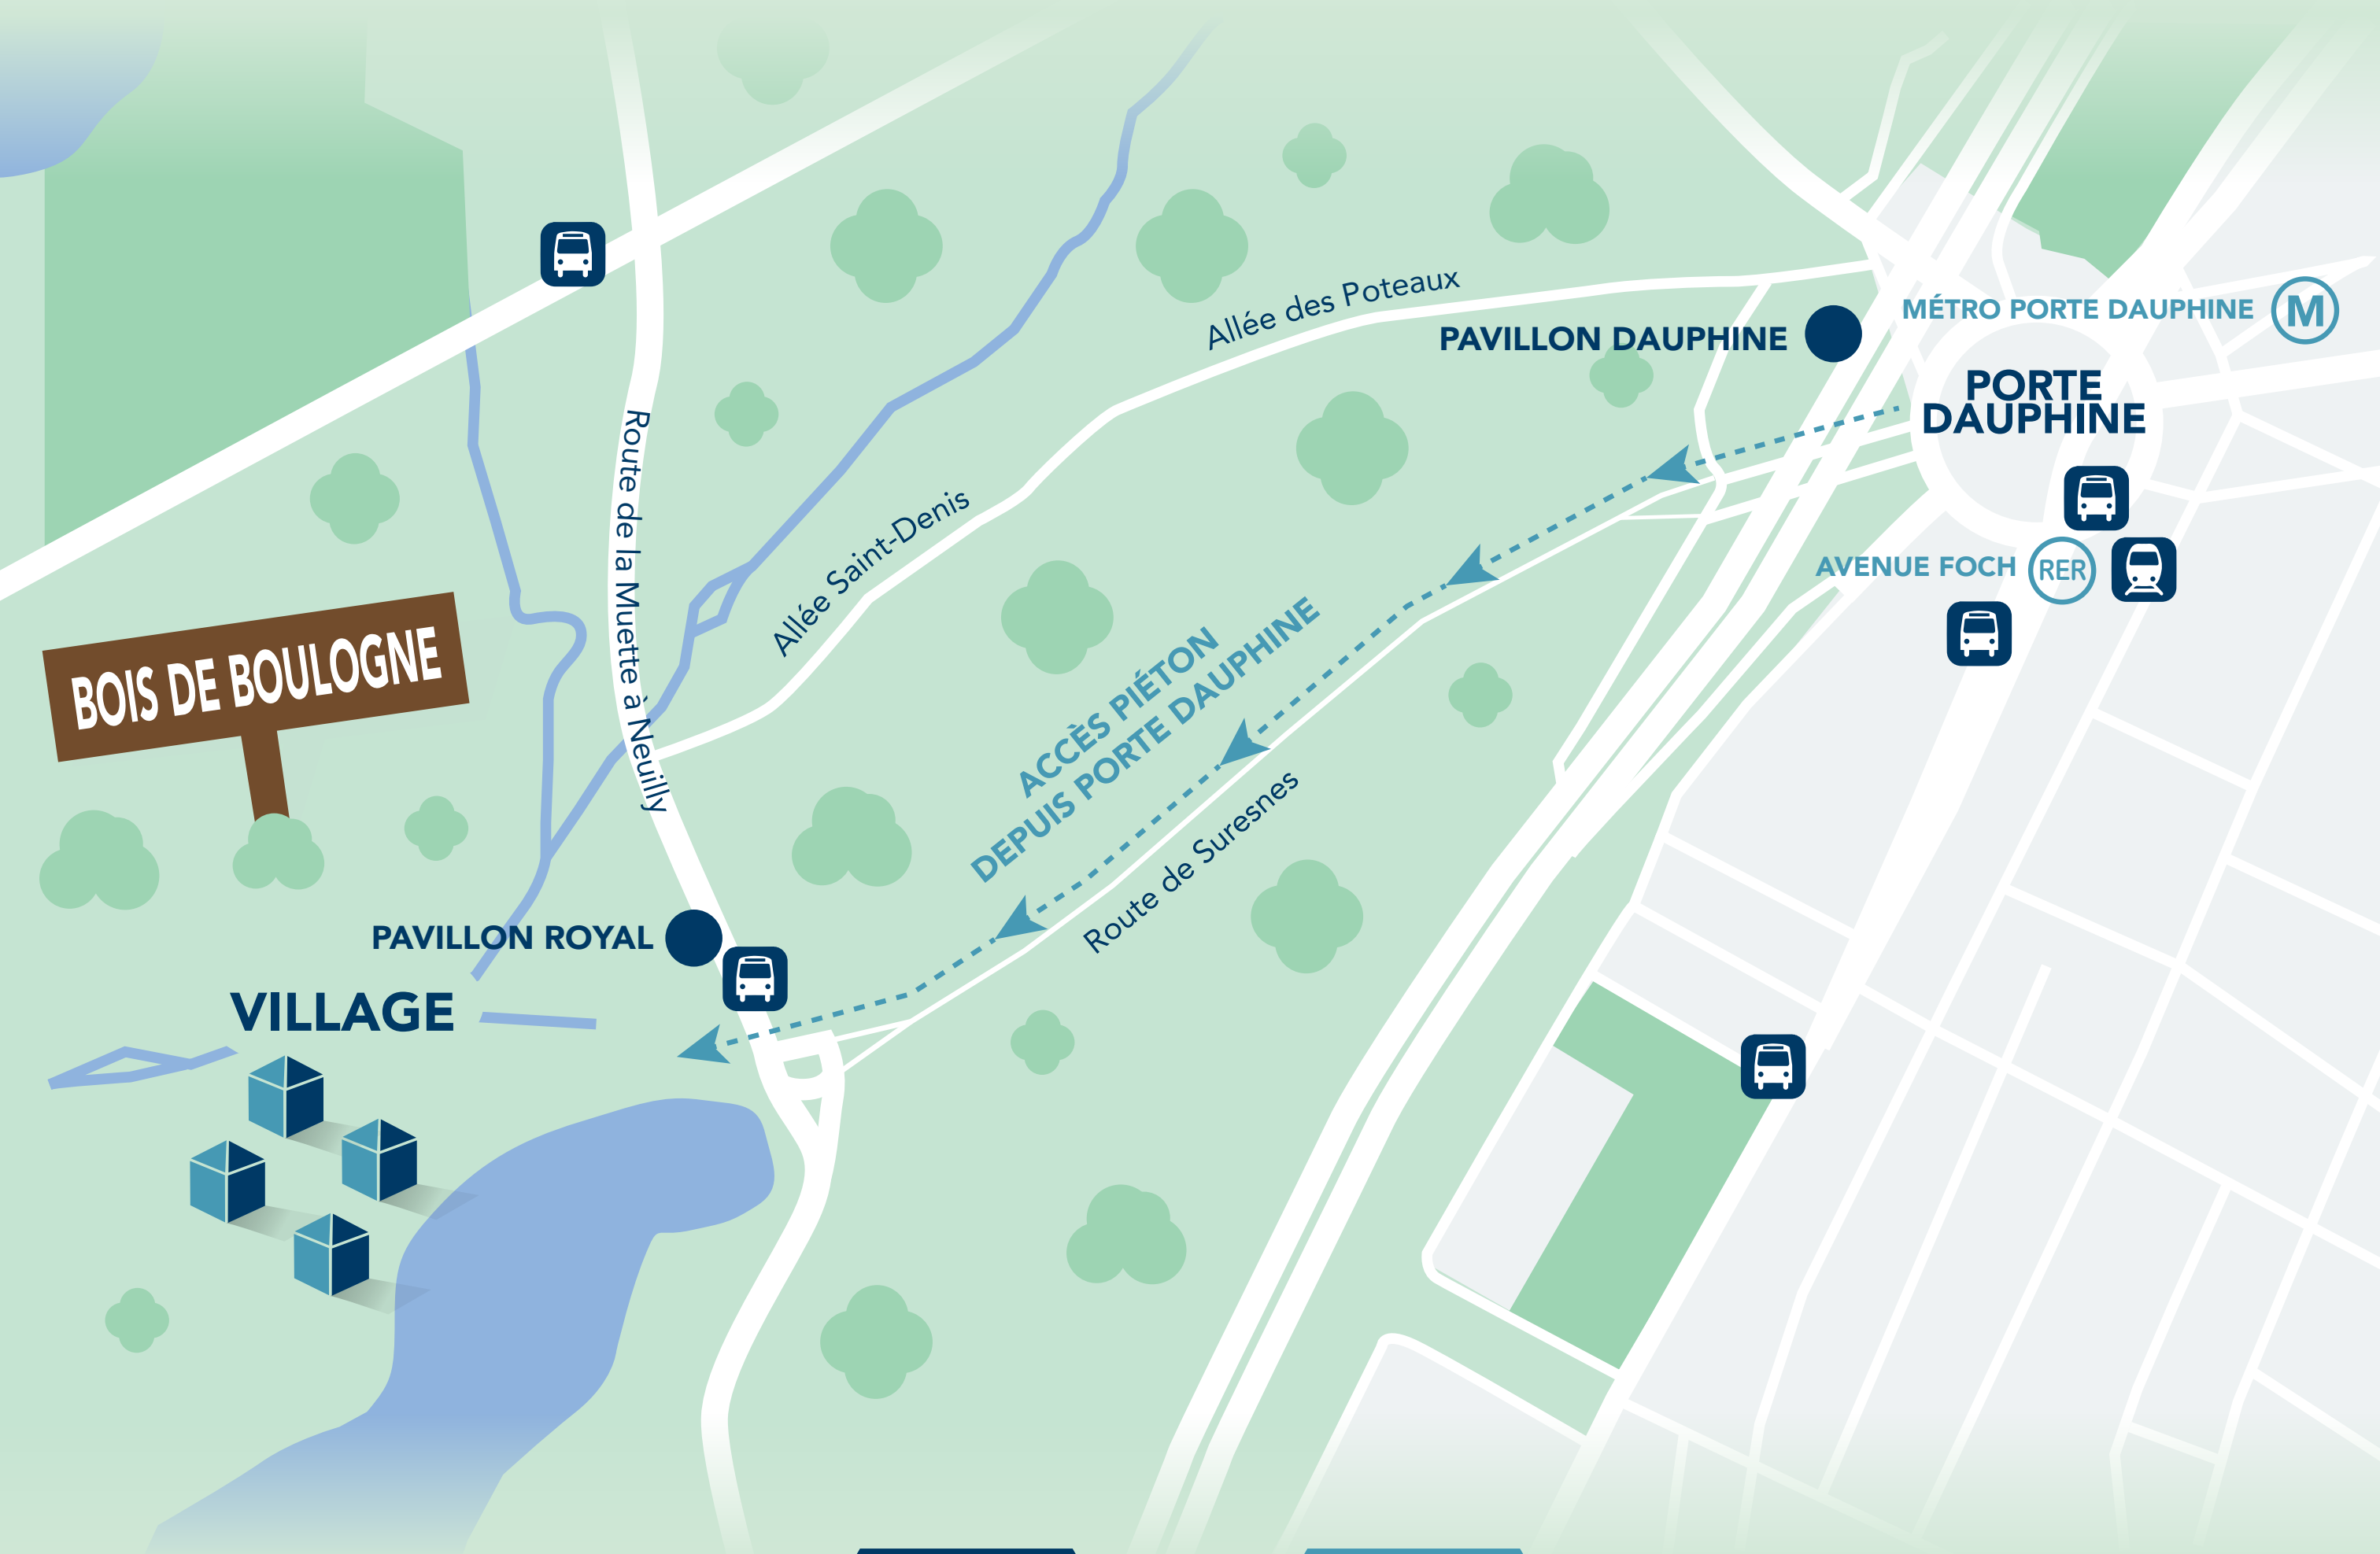 Allée des Poteaux
MÉTRO PORTE DAUPHINE
M
PAVILLON DAUPHINE
PORTE
DAUPHINE
Route de la Muette à Neuilly
Allée Saint-Denis
AVENUE FOCH
RER
BOIS DE BOULOGNE
ACCÈS PIÉTON
DEPUIS PORTE DAUPHINE
Route de Suresnes
PAVILLON ROYAL
VILLAGE